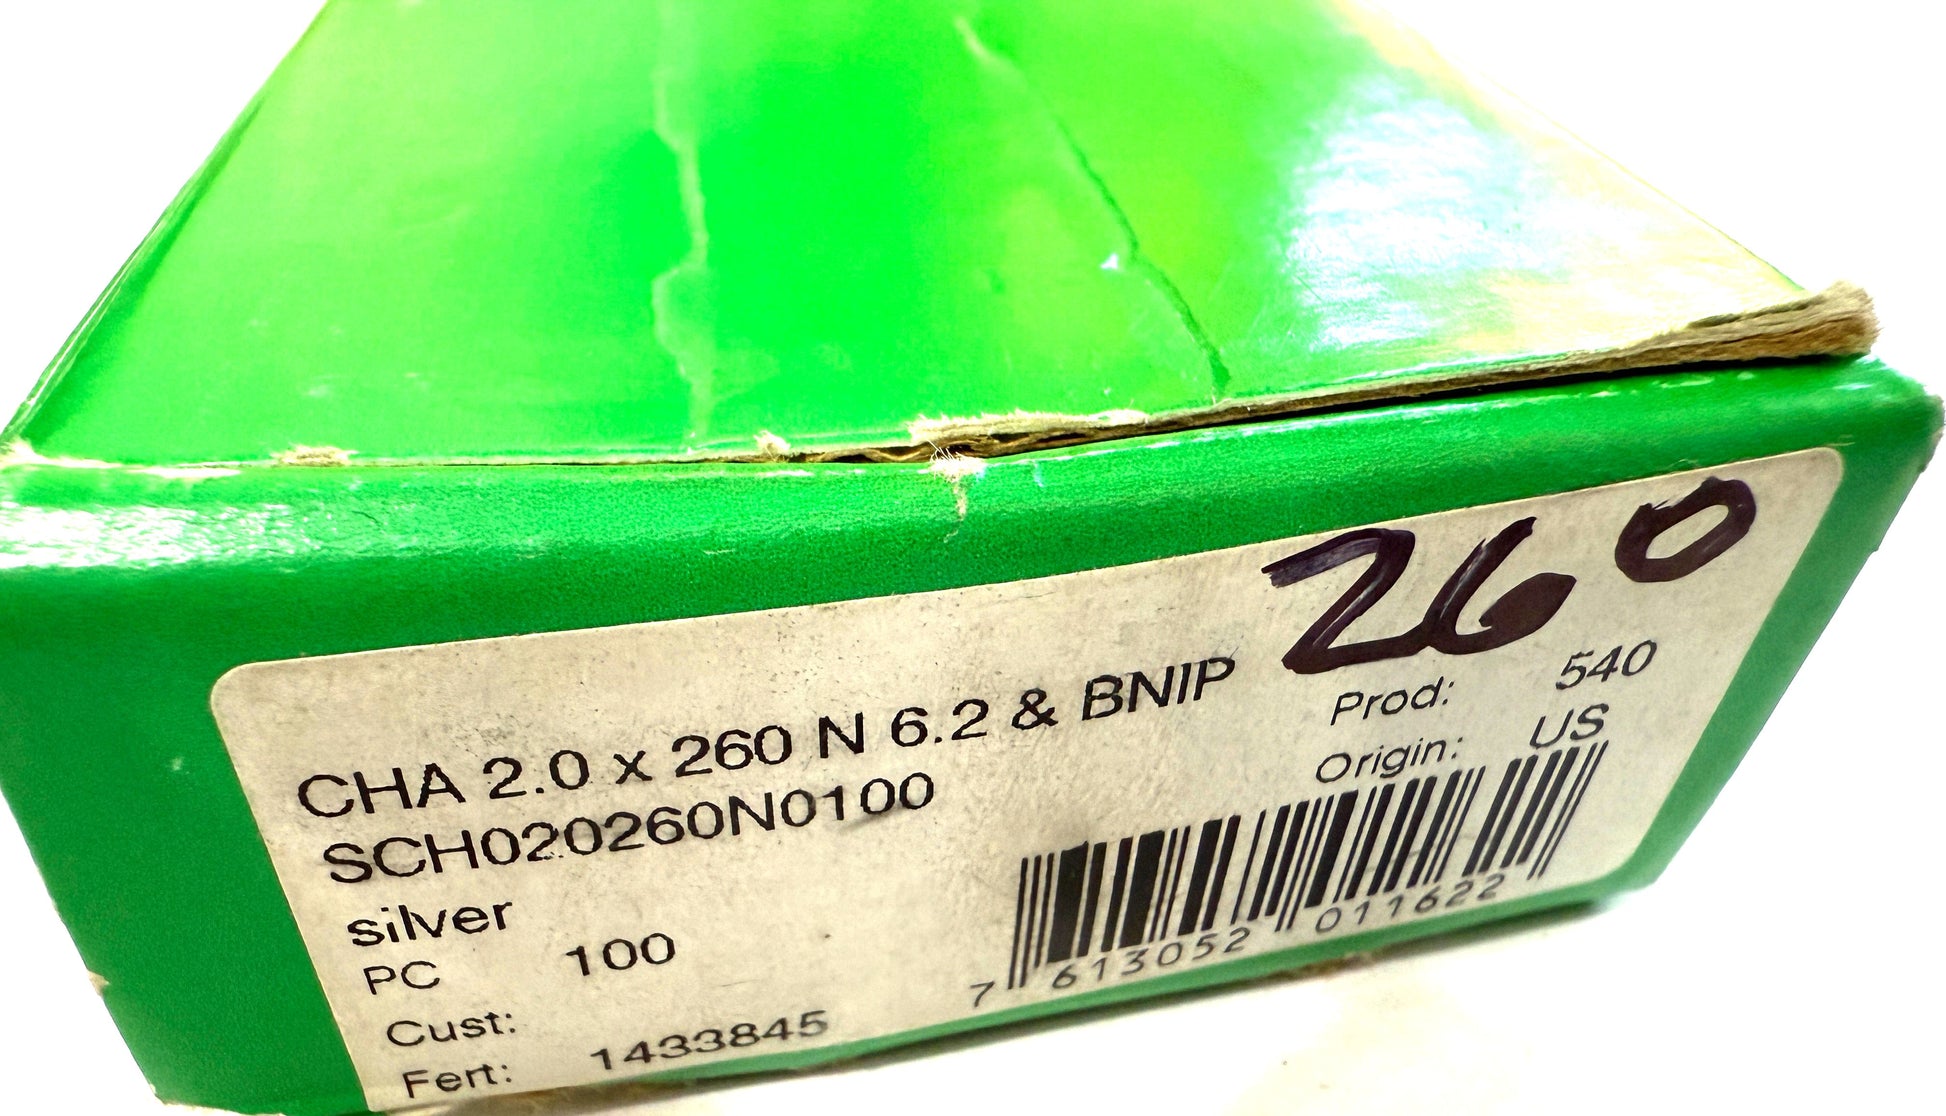 260
CHA 2.0 x 260 N 6.2 & BNIP
SCH020260N0100
silver
PC 100
Cust:
Fert: 1433845
Prod: 540
Origin: US
7 613052 011622